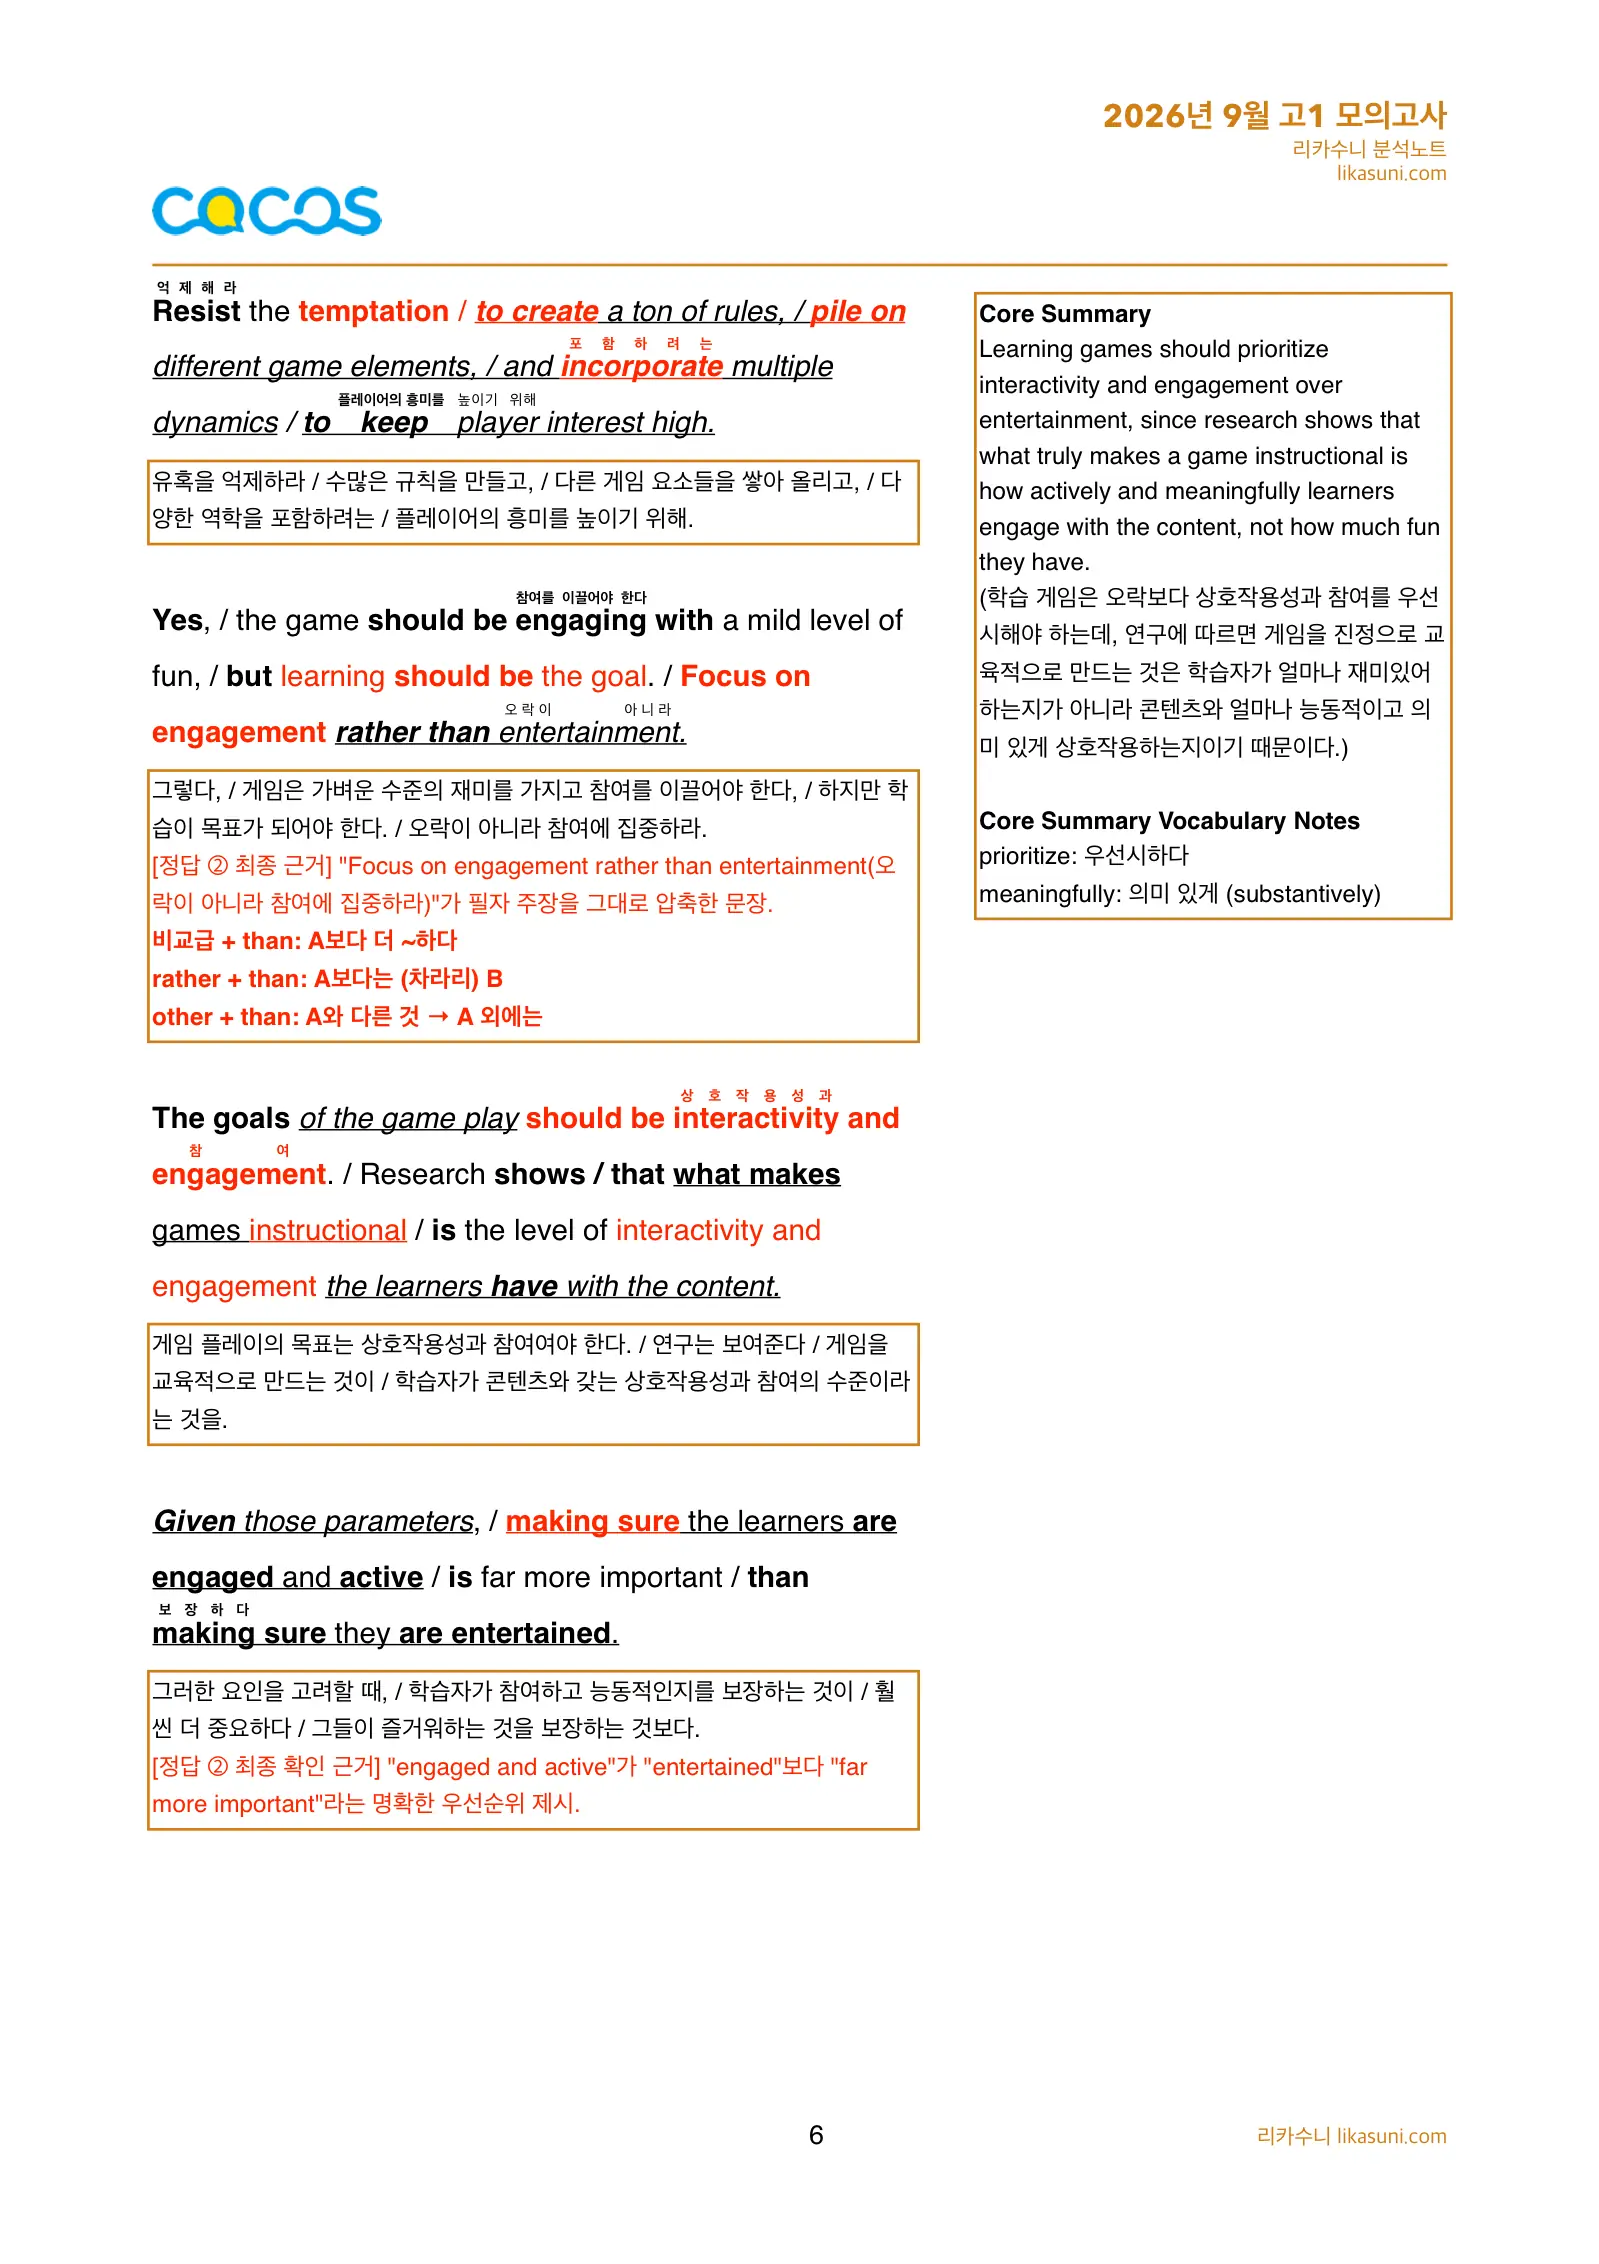 2026년 9월 고1 모의고사
리카수니 분석노트
likasuni.com
cacos
억제해라
Resist the temptation / to create a ton of rules, / pile on
포함하려는
different game elements, / and incorporate multiple
플레이어의 흥미를 높이기 위해
dynamics / to keep player interest high.
유혹을 억제하라 / 수많은 규칙을 만들고, / 다른 게임 요소들을 쌓아 올리고, / 다
양한 역학을 포함하려는 / 플레이어의 흥미를 높이기 위해.
참여를 이끌어야 한다
Yes, / the game should be engaging with a mild level of
fun, / but learning should be the goal. / Focus on
오락이 아니라
engagement rather than entertainment.
그렇다, / 게임은 가벼운 수준의 재미를 가지고 참여를 이끌어야 한다, / 하지만 학
습이 목표가 되어야 한다. / 오락이 아니라 참여에 집중하라.
[정답 ② 최종 근거] "Focus on engagement rather than entertainment(오
락이 아니라 참여에 집중하라)"가 필자 주장을 그대로 압축한 문장.
비교급 + than: A보다 더 ~하다
rather + than: A보다는 (차라리) B
other + than: A와 다른 것 → A 외에는
상호작용성과
The goals of the game play should be interactivity and
참여
engagement. / Research shows / that what makes
games instructional / is the level of interactivity and
engagement the learners have with the content.
게임 플레이의 목표는 상호작용성과 참여여야 한다. / 연구는 보여준다 / 게임을
교육적으로 만드는 것이 / 학습자가 콘텐츠와 갖는 상호작용성과 참여의 수준이라
는 것을.
Given those parameters, / making sure the learners are
engaged and active / is far more important / than
보장하다
making sure they are entertained.
그러한 요인을 고려할 때, / 학습자가 참여하고 능동적인지를 보장하는 것이 / 훨
씬 더 중요하다 / 그들이 즐거워하는 것을 보장하는 것보다.
[정답 ② 최종 확인 근거] "engaged and active"가 "entertained"보다 "far
more important"라는 명확한 우선순위 제시.
Core Summary
Learning games should prioritize
interactivity and engagement over
entertainment, since research shows that
what truly makes a game instructional is
how actively and meaningfully learners
engage with the content, not how much fun
they have.
(학습 게임은 오락보다 상호작용성과 참여를 우선
시해야 하는데, 연구에 따르면 게임을 진정으로 교
육적으로 만드는 것은 학습자가 얼마나 재미있어
하는지가 아니라 콘텐츠와 얼마나 능동적이고 의
미 있게 상호작용하는지이기 때문이다.)
Core Summary Vocabulary Notes
prioritize: 우선시하다
meaningfully: 의미 있게 (substantively)
6
리카수니 likasuni.com